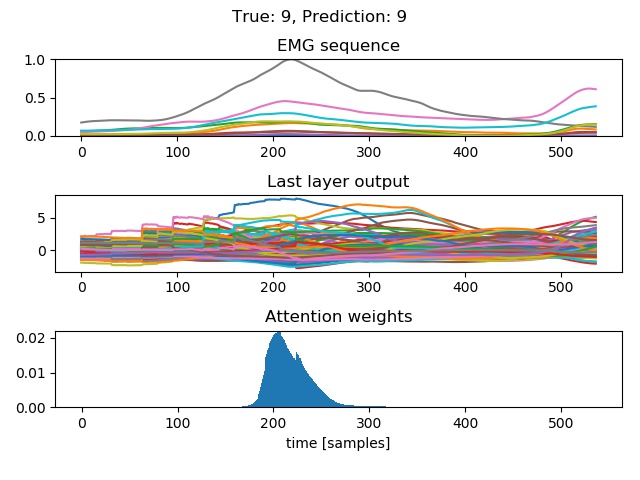 True: 9, Prediction: 9
EMG sequence
1.0
0.5
0.0
0 100 200 300 400 500
Last layer output
5
0
0 100 200 300 400 500
Attention weights
0.02
0.01
0.00
0 100 200 300 400 500
time [samples]